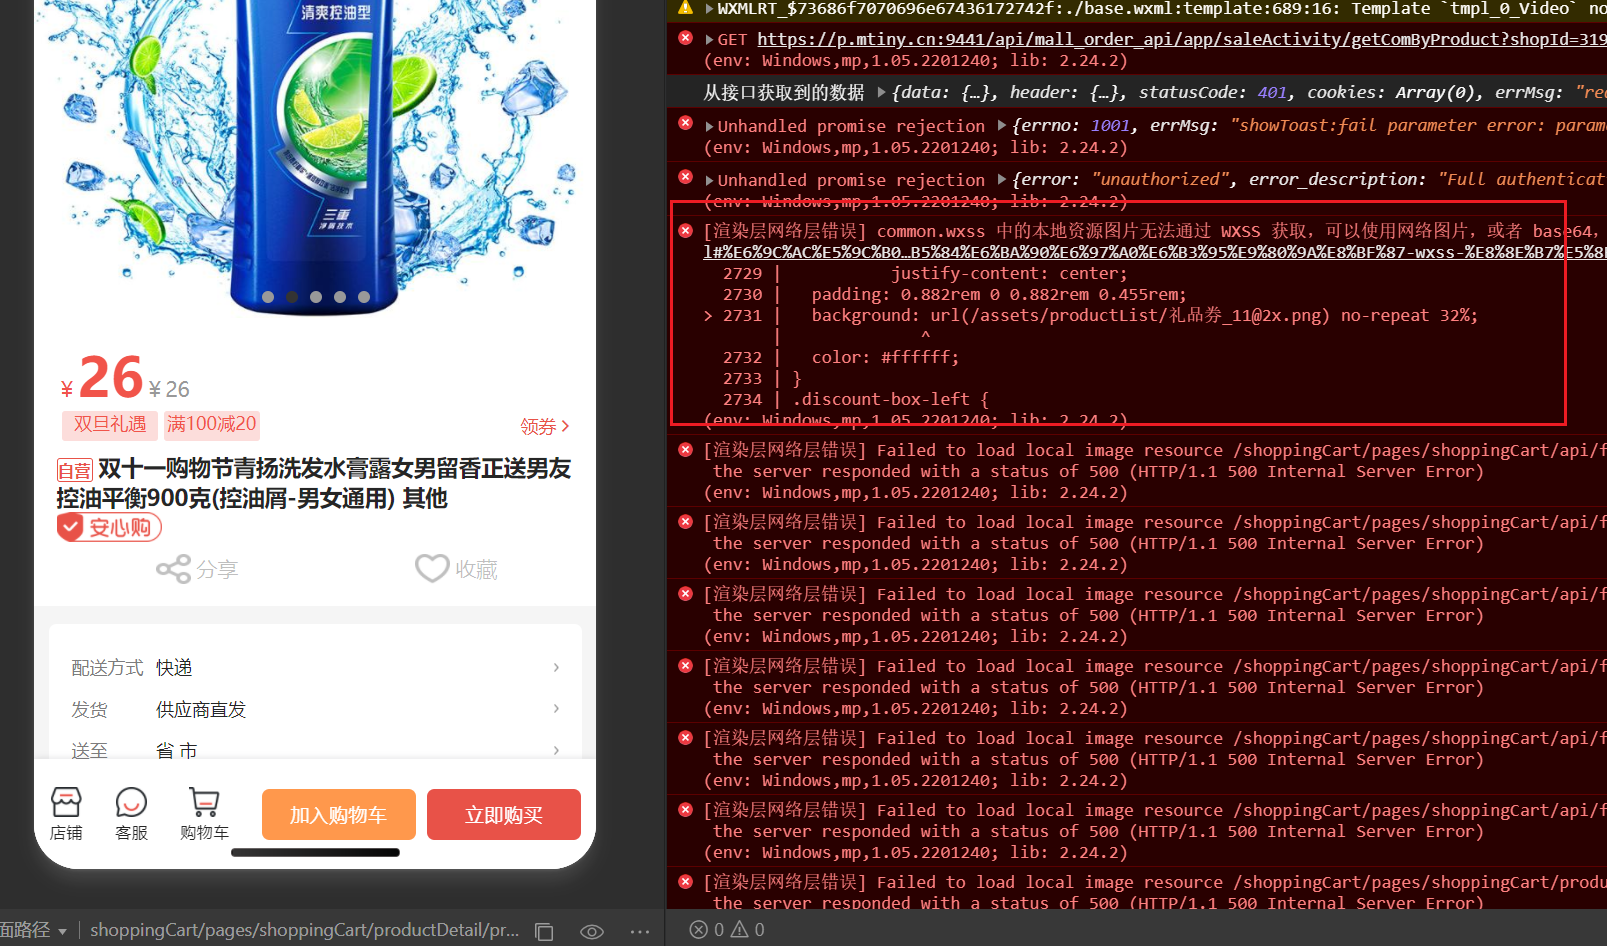 清爽控油型
三重
净屑技术
¥26 ¥26
双旦礼遇 满100减20 领券
自营 双十一购物节青扬洗发水膏露女男留香正送男友
控油平衡900克(控油屑-男女通用) 其他
安心购
分享 收藏
配送方式 快递
发货 供应商直发
送至 省 市
店铺 客服 购物车 加入购物车 立即购买
面路径 shoppingCart/pages/shoppingCart/productDetail/pr...
WXMLRT_$73686f7070696e67436172742f:./base.wxml:template:689:16: Template `tmpl_0_Video` no
GET https://p.mtiny.cn:9441/api/mall_order_api/app/saleActivity/getComByProduct?shopId=319
(env: Windows,mp,1.05.2201240; lib: 2.24.2)
从接口获取到的数据 {data: {…}, header: {…}, statusCode: 401, cookies: Array(0), errMsg: "req
Unhandled promise rejection {errno: 1001, errMsg: "showToast:fail parameter error: parame
(env: Windows,mp,1.05.2201240; lib: 2.24.2)
Unhandled promise rejection {error: "unauthorized", error_description: "Full authenticat
(env: Windows,mp,1.05.2201240; lib: 2.24.2)
[渲染层网络层错误] common.wxss 中的本地资源图片无法通过 WXSS 获取，可以使用网络图片，或者 base64，
l#%E6%9C%AC%E5%9C%B0…B5%84%E6%BA%90%E6%97%A0%E6%B3%95%E9%80%9A%E8%BF%87-wxss-%E8%8E%B7%E5%8F
2729 | justify-content: center;
2730 | padding: 0.882rem 0 0.882rem 0.455rem;
> 2731 | background: url(/assets/productList/礼品券_11@2x.png) no-repeat 32%;
| ^
2732 | color: #ffffff;
2733 | }
2734 | .discount-box-left {
(env: Windows,mp,1.05.2201240; lib: 2.24.2)
[渲染层网络层错误] Failed to load local image resource /shoppingCart/pages/shoppingCart/api/f
the server responded with a status of 500 (HTTP/1.1 500 Internal Server Error)
(env: Windows,mp,1.05.2201240; lib: 2.24.2)
[渲染层网络层错误] Failed to load local image resource /shoppingCart/pages/shoppingCart/api/f
the server responded with a status of 500 (HTTP/1.1 500 Internal Server Error)
(env: Windows,mp,1.05.2201240; lib: 2.24.2)
[渲染层网络层错误] Failed to load local image resource /shoppingCart/pages/shoppingCart/api/f
the server responded with a status of 500 (HTTP/1.1 500 Internal Server Error)
(env: Windows,mp,1.05.2201240; lib: 2.24.2)
[渲染层网络层错误] Failed to load local image resource /shoppingCart/pages/shoppingCart/api/f
the server responded with a status of 500 (HTTP/1.1 500 Internal Server Error)
(env: Windows,mp,1.05.2201240; lib: 2.24.2)
[渲染层网络层错误] Failed to load local image resource /shoppingCart/pages/shoppingCart/api/f
the server responded with a status of 500 (HTTP/1.1 500 Internal Server Error)
(env: Windows,mp,1.05.2201240; lib: 2.24.2)
[渲染层网络层错误] Failed to load local image resource /shoppingCart/pages/shoppingCart/api/f
the server responded with a status of 500 (HTTP/1.1 500 Internal Server Error)
(env: Windows,mp,1.05.2201240; lib: 2.24.2)
[渲染层网络层错误] Failed to load local image resource /shoppingCart/pages/shoppingCart/produ
the server responded with a status of 500 (HTTP/1.1 500 Internal Server Error)
0 0